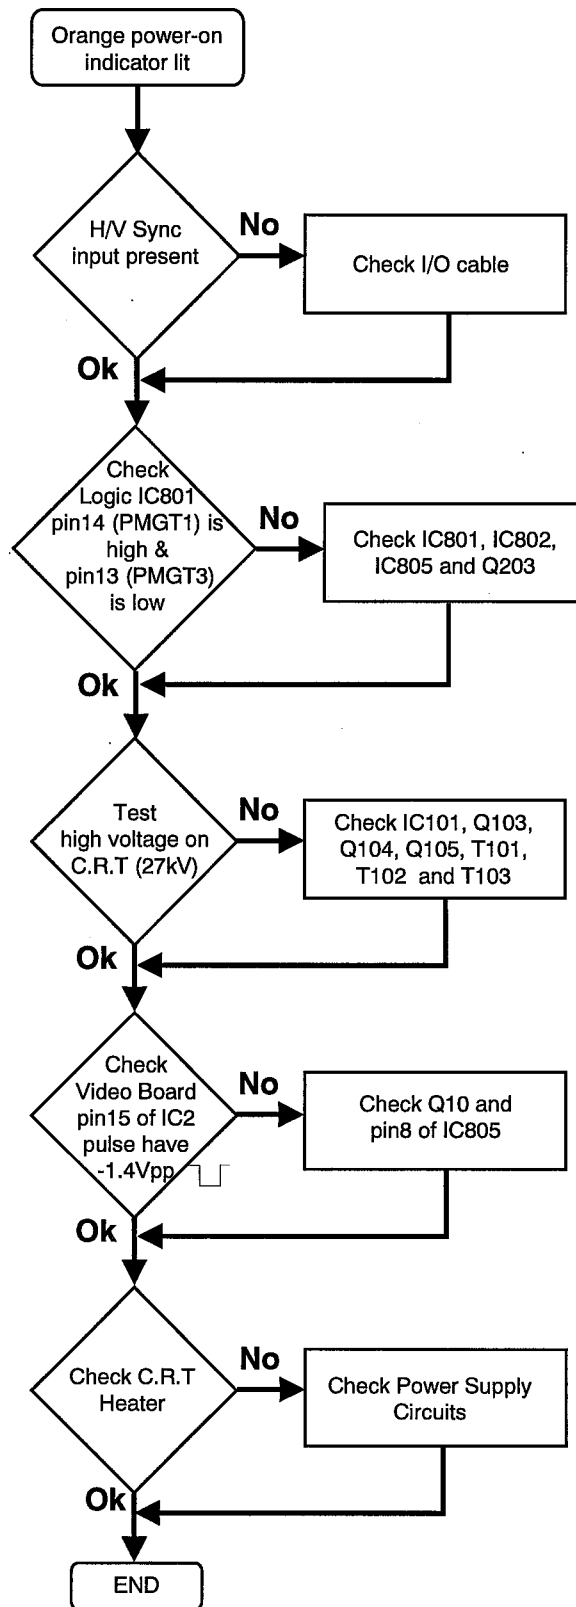 Orange power-on
indicator lit
H/V Sync
input present
No
Check I/O cable
Ok
Check
Logic IC801
pin14 (PMGT1) is
high &
pin13 (PMGT3)
is low
No
Check IC801, IC802,
IC805 and Q203
Ok
Test
high voltage on
C.R.T (27kV)
No
Check IC101, Q103,
Q104, Q105, T101,
T102 and T103
Ok
Check
Video Board
pin15 of IC2
pulse have
-1.4Vpp
No
Check Q10 and
pin8 of IC805
Ok
Check C.R.T
Heater
No
Check Power Supply
Circuits
Ok
END